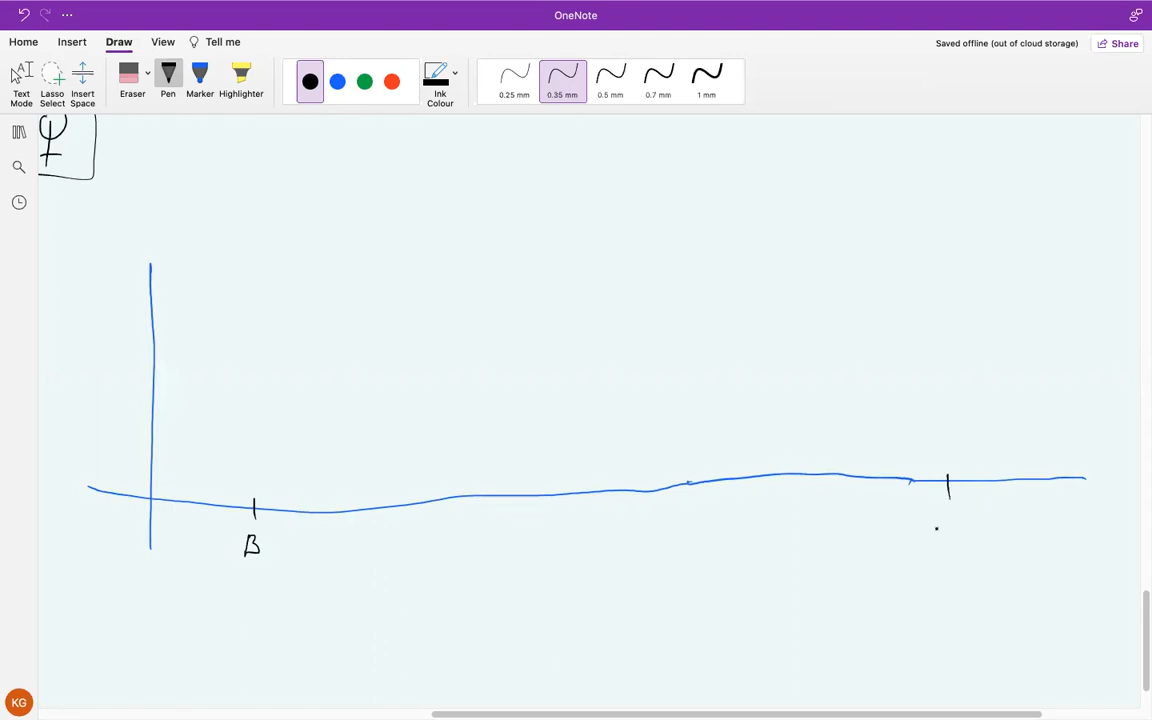 OneNote
Home Insert Draw View Tell me
Saved offline (out of cloud storage) Share
Text Mode
Lasso Select
Insert Space
Eraser
Pen
Marker
Highlighter
Ink Colour
0.25 mm
0.35 mm
0.5 mm
0.7 mm
1 mm
B
KG